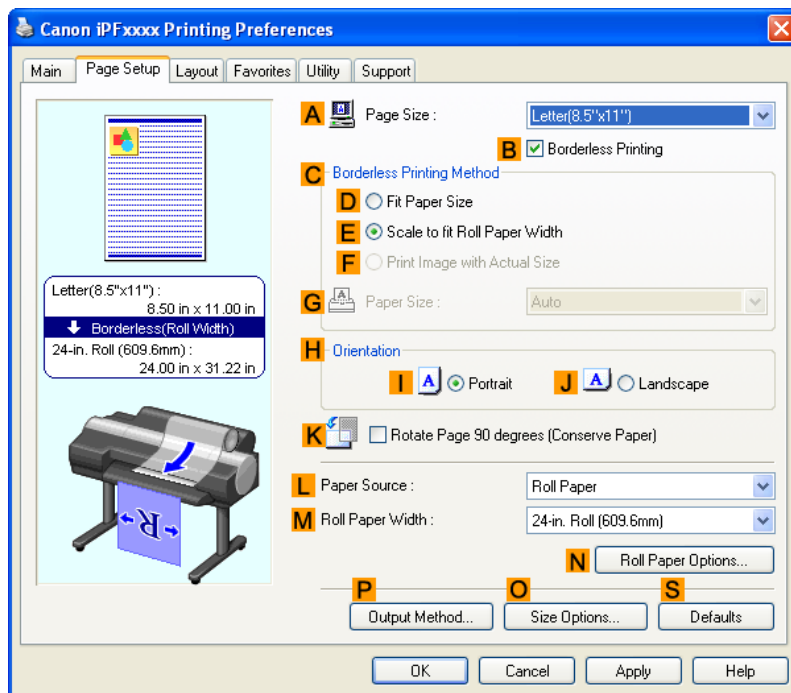 Canon iPFxxxx Printing Preferences
Main Page Setup Layout Favorites Utility Support
A Page Size : Letter(8.5"x11")
B Borderless Printing
C Borderless Printing Method
D Fit Paper Size
E Scale to fit Roll Paper Width
F Print Image with Actual Size
G Paper Size : Auto
Letter(8.5"x11") :
8.50 in x 11.00 in
Borderless(Roll Width)
24-in. Roll (609.6mm) :
24.00 in x 31.22 in
H Orientation
I A Portrait J A Landscape
K Rotate Page 90 degrees (Conserve Paper)
L Paper Source : Roll Paper
M Roll Paper Width : 24-in. Roll (609.6mm)
N Roll Paper Options...
R
P O S
Output Method... Size Options... Defaults
OK Cancel Apply Help